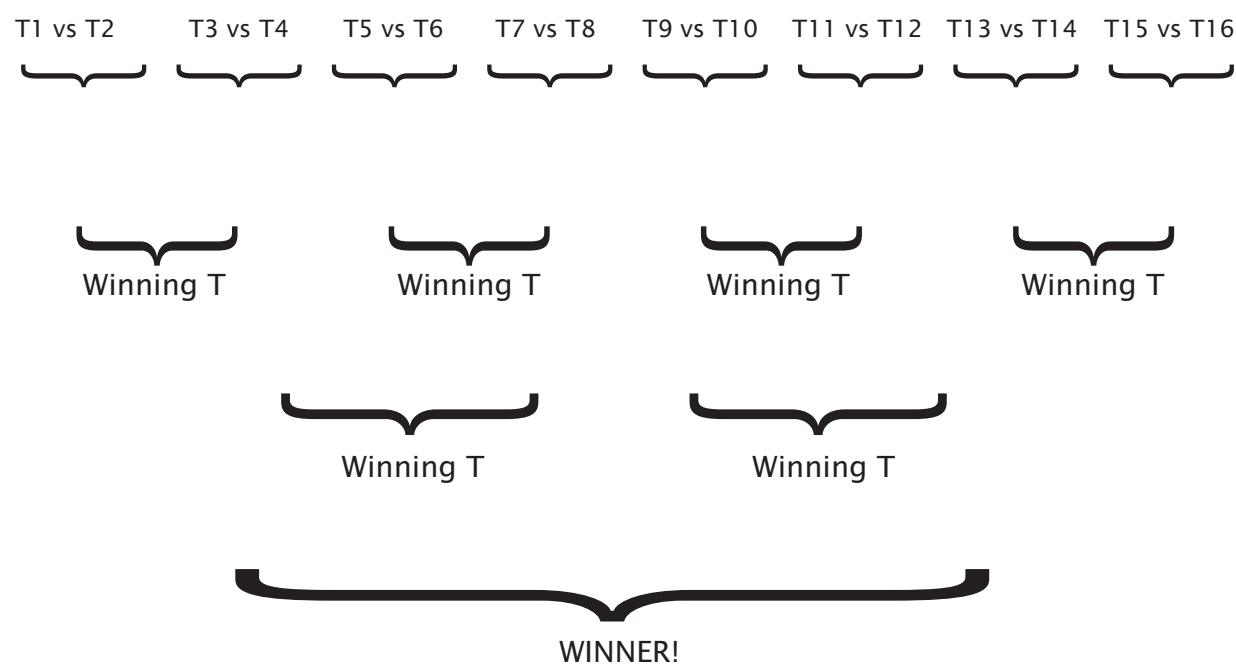 T1 vs T2 T3 vs T4 T5 vs T6 T7 vs T8 T9 vs T10 T11 vs T12 T13 vs T14 T15 vs T16
Winning T Winning T Winning T Winning T
Winning T Winning T
WINNER!